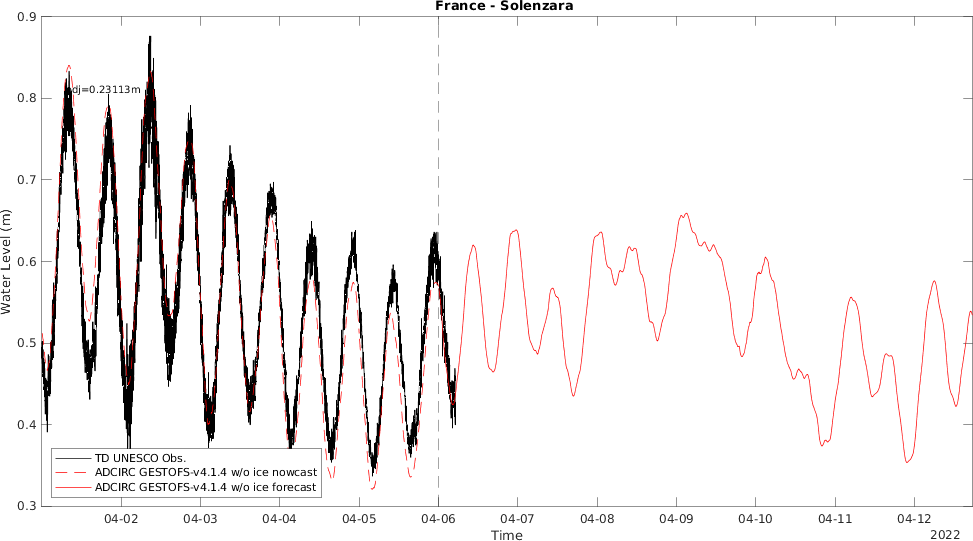 France - Solenzara
0.9
0.8
0.7
0.6
0.5
0.4
0.3
Water Level (m)
dj=0.23113m
TD UNESCO Obs.
ADCIRC GESTOFS-v4.1.4 w/o ice nowcast
ADCIRC GESTOFS-v4.1.4 w/o ice forecast
04-02 04-03 04-04 04-05 04-06 04-07 04-08 04-09 04-10 04-11 04-12
Time
2022